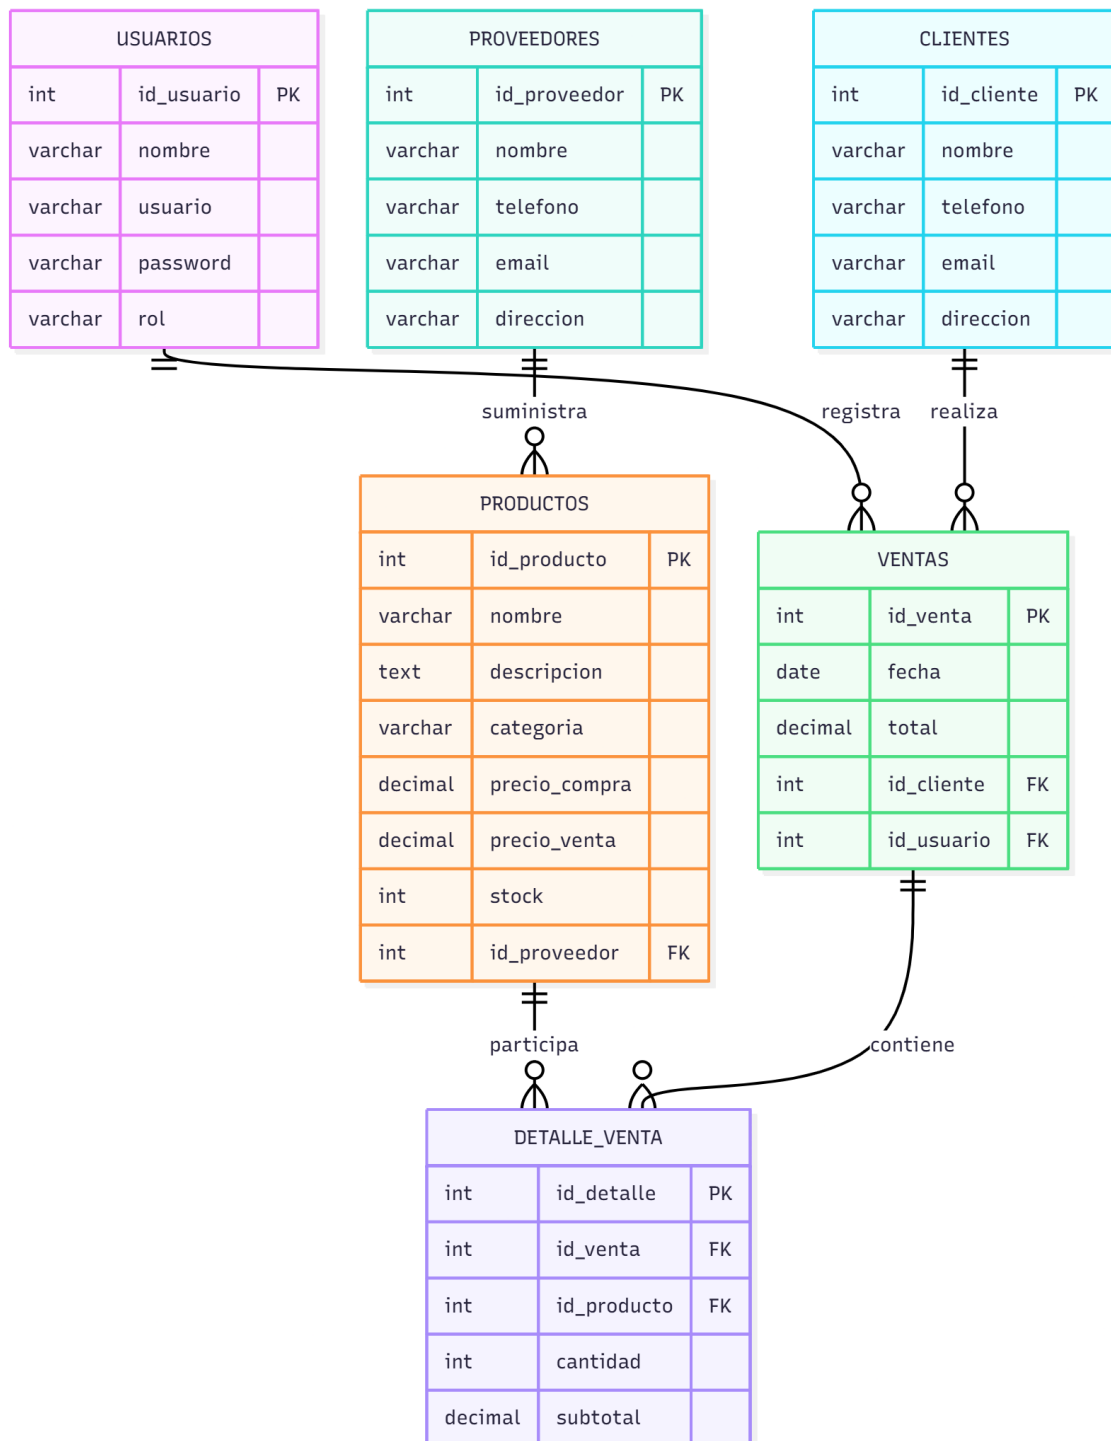 USUARIOS
int id_usuario PK
varchar nombre
varchar usuario
varchar password
varchar rol
PROVEEDORES
int id_proveedor PK
varchar nombre
varchar telefono
varchar email
varchar direccion
CLIENTES
int id_cliente PK
varchar nombre
varchar telefono
varchar email
varchar direccion
suministra
registra
realiza
PRODUCTOS
int id_producto PK
varchar nombre
text descripcion
varchar categoria
decimal precio_compra
decimal precio_venta
int stock
int id_proveedor FK
VENTAS
int id_venta PK
date fecha
decimal total
int id_cliente FK
int id_usuario FK
participa
contiene
DETALLE_VENTA
int id_detalle PK
int id_venta FK
int id_producto FK
int cantidad
decimal subtotal